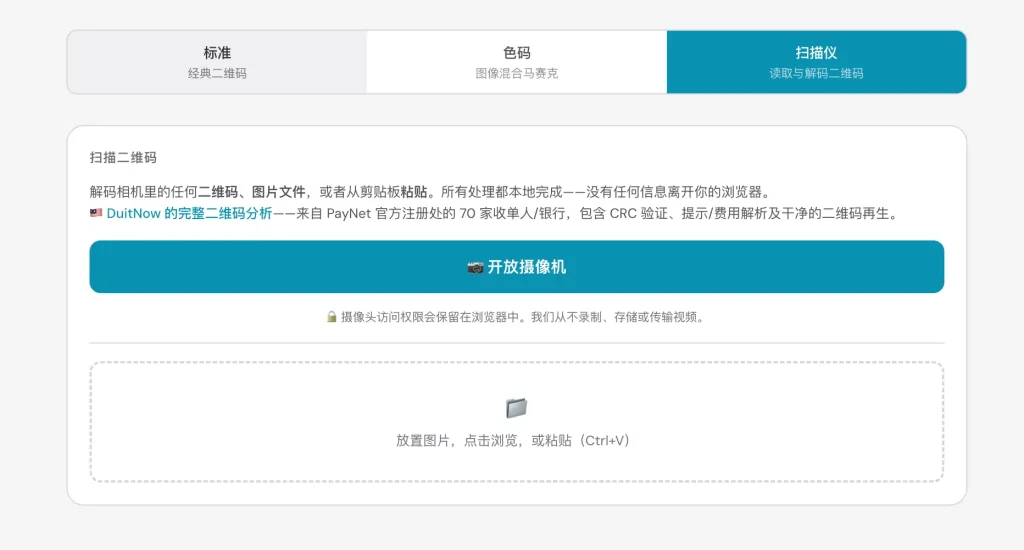 标准
经典二维码
色码
图像混合马赛克
扫描仪
读取与解码二维码
扫描二维码
解码相机里的任何二维码、图片文件，或者从剪贴板粘贴。所有处理都本地完成——没有任何信息离开你的浏览器。
🇲🇾 DuitNow 的完整二维码分析——来自 PayNet 官方注册处的 70 家收单人/银行，包含 CRC 验证、提示/费用解析及干净的二维码再生。
📷 开放摄像机
🔒 摄像头访问权限会保留在浏览器中。我们从不录制、存储或传输视频。
放置图片，点击浏览，或粘贴（Ctrl+V）